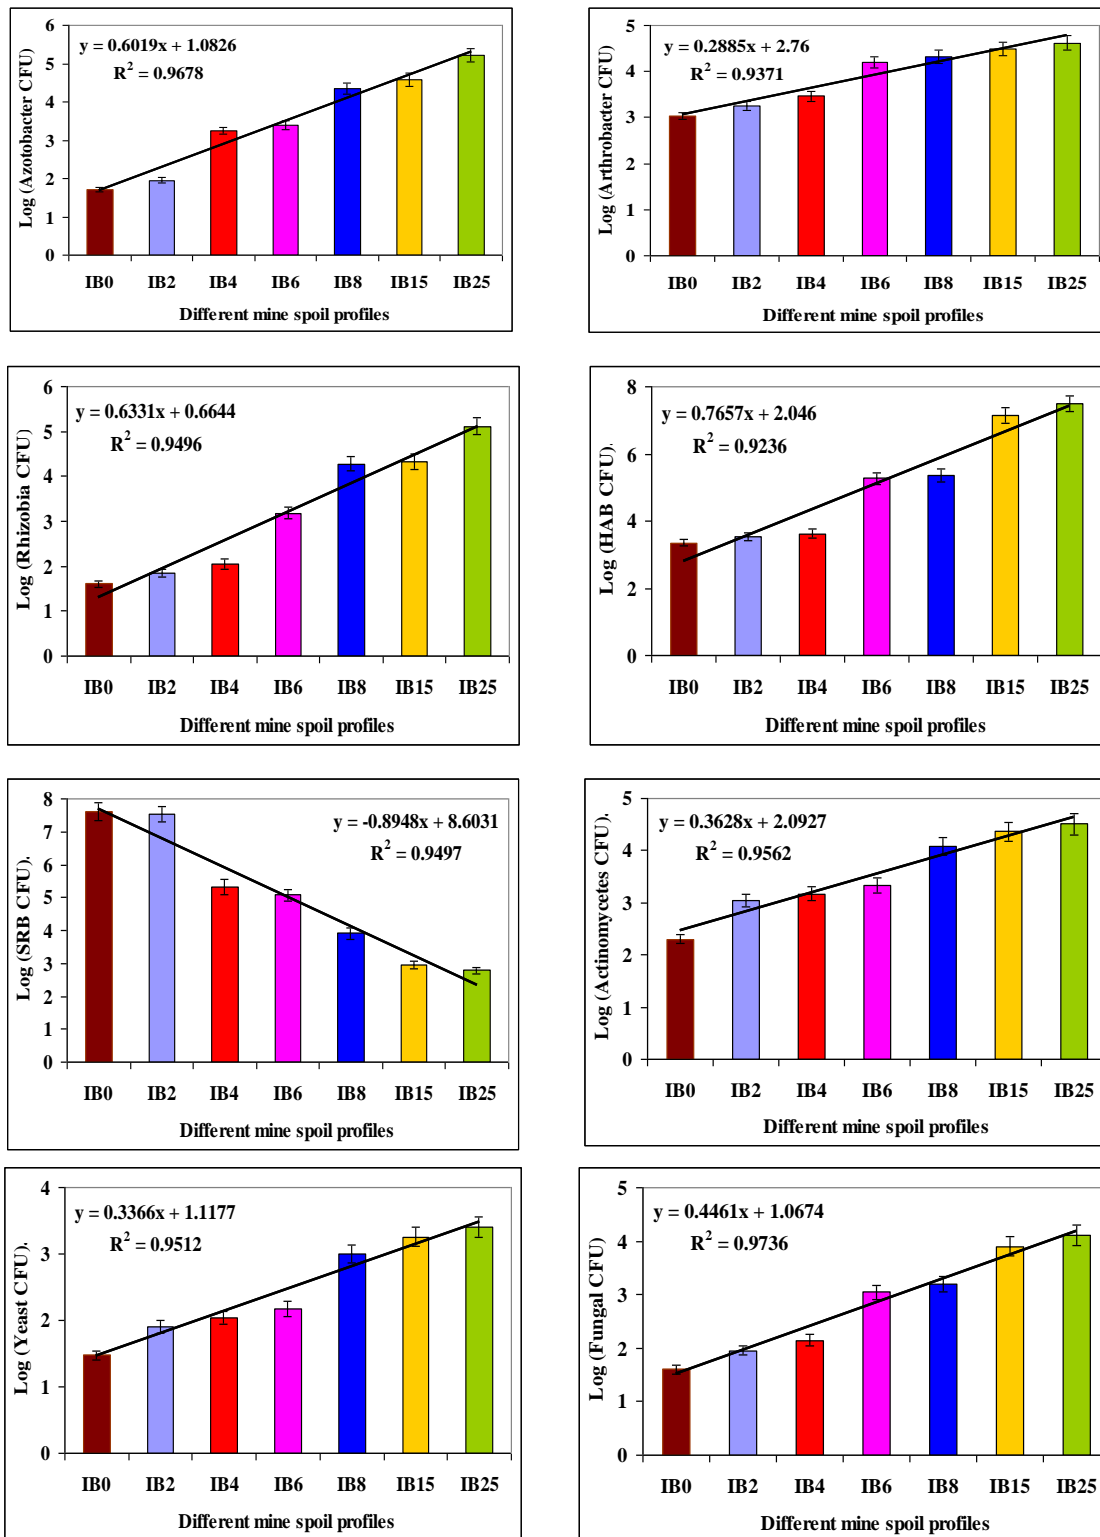 Log (Azotobacter CFU)
y = 0.6019x + 1.0826
R² = 0.9678
6
5
4
3
2
1
0
IB0 IB2 IB4 IB6 IB8 IB15 IB25
Different mine spoil profiles
Log (Arthrobacter CFU)
y = 0.2885x + 2.76
R² = 0.9371
5
4
3
2
1
0
IB0 IB2 IB4 IB6 IB8 IB15 IB25
Different mine spoil profiles
Log (Rhizobia CFU)
y = 0.6331x + 0.6644
R² = 0.9496
6
5
4
3
2
1
0
IB0 IB2 IB4 IB6 IB8 IB15 IB25
Different mine spoil profiles
Log (HAB CFU).
y = 0.7657x + 2.046
R² = 0.9236
8
6
4
2
0
IB0 IB2 IB4 IB6 IB8 IB15 IB25
Different mine spoil profiles
Log (SRB CFU).
y = -0.8948x + 8.6031
R² = 0.9497
8
7
6
5
4
3
2
1
0
IB0 IB2 IB4 IB6 IB8 IB15 IB25
Different mine spoil profiles
Log (Actinomycetes CFU).
y = 0.3628x + 2.0927
R² = 0.9562
5
4
3
2
1
0
IB0 IB2 IB4 IB6 IB8 IB15 IB25
Different mine spoil profiles
Log (Yeast CFU).
y = 0.3366x + 1.1177
R² = 0.9512
4
3
2
1
0
IB0 IB2 IB4 IB6 IB8 IB15 IB25
Log (Fungal CFU)
y = 0.4461x + 1.0674
R² = 0.9736
5
4
3
2
1
0
IB0 IB2 IB4 IB6 IB8 IB15 IB25